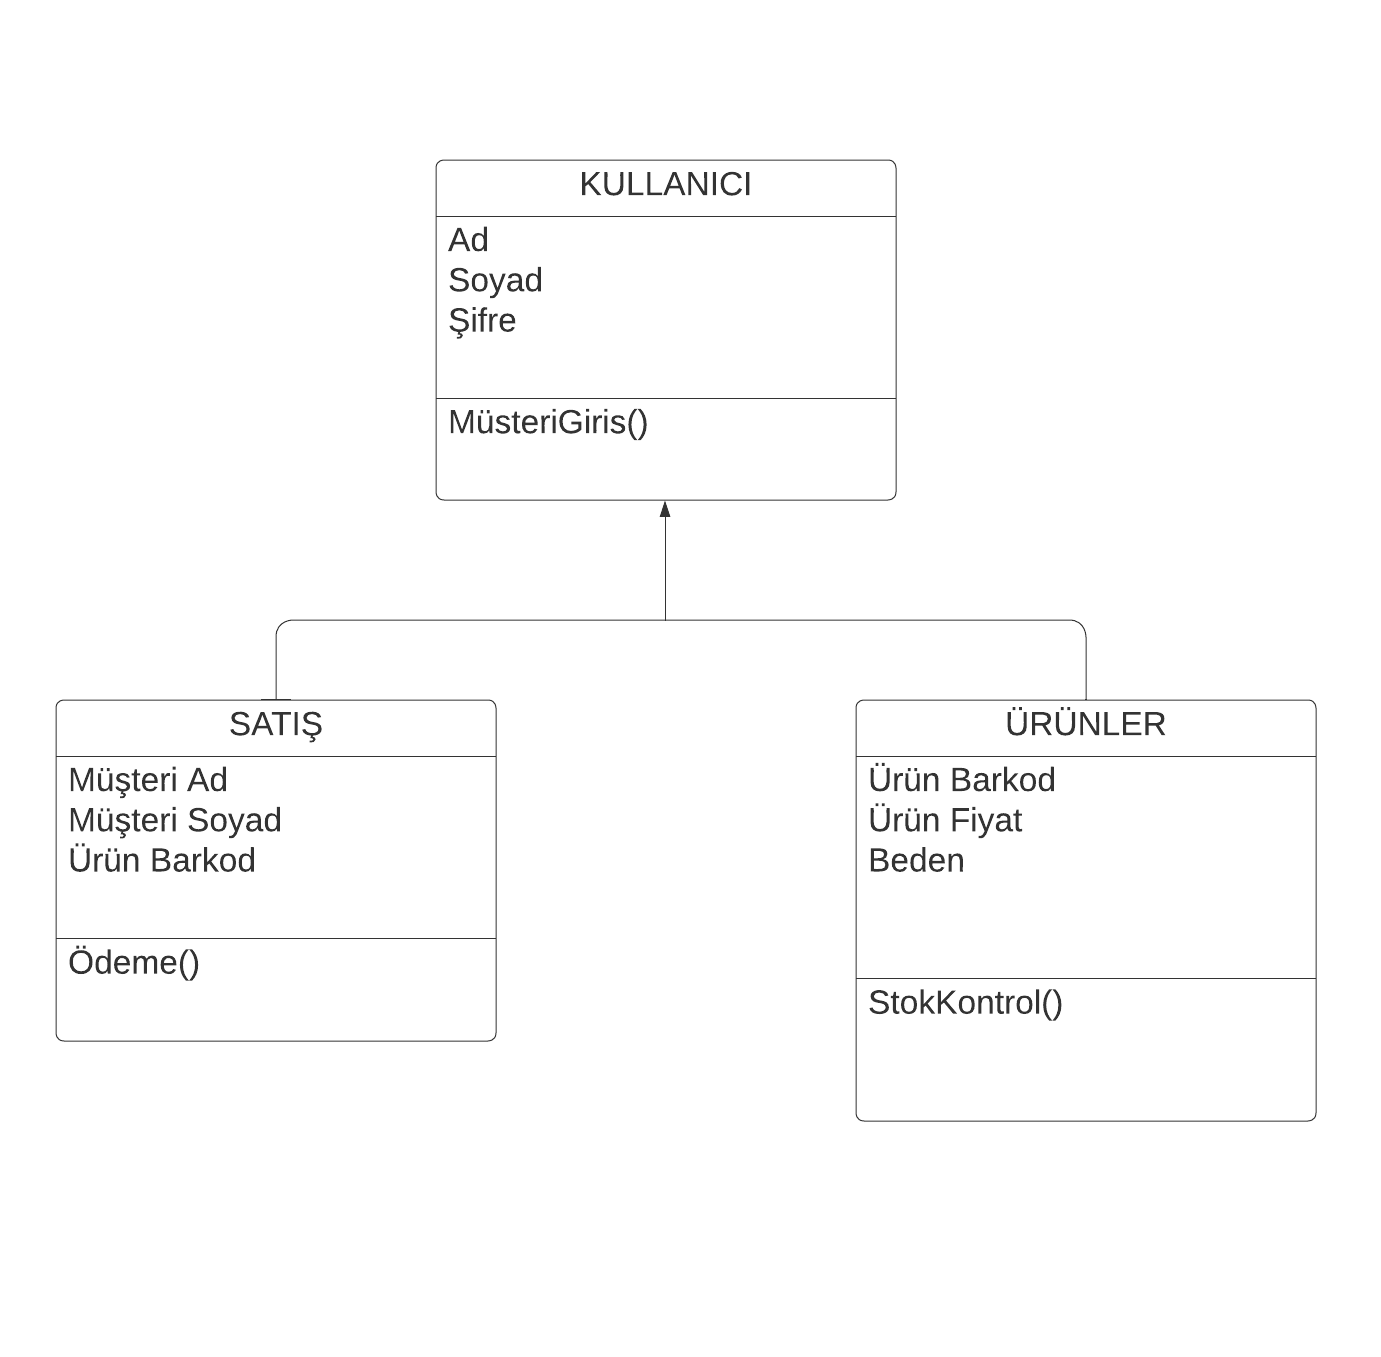 KULLANICI
Ad
Soyad
Şifre
MüsteriGiris()
SATIŞ
Müşteri Ad
Müşteri Soyad
Ürün Barkod
Ödeme()
ÜRÜNLER
Ürün Barkod
Ürün Fiyat
Beden
StokKontrol()